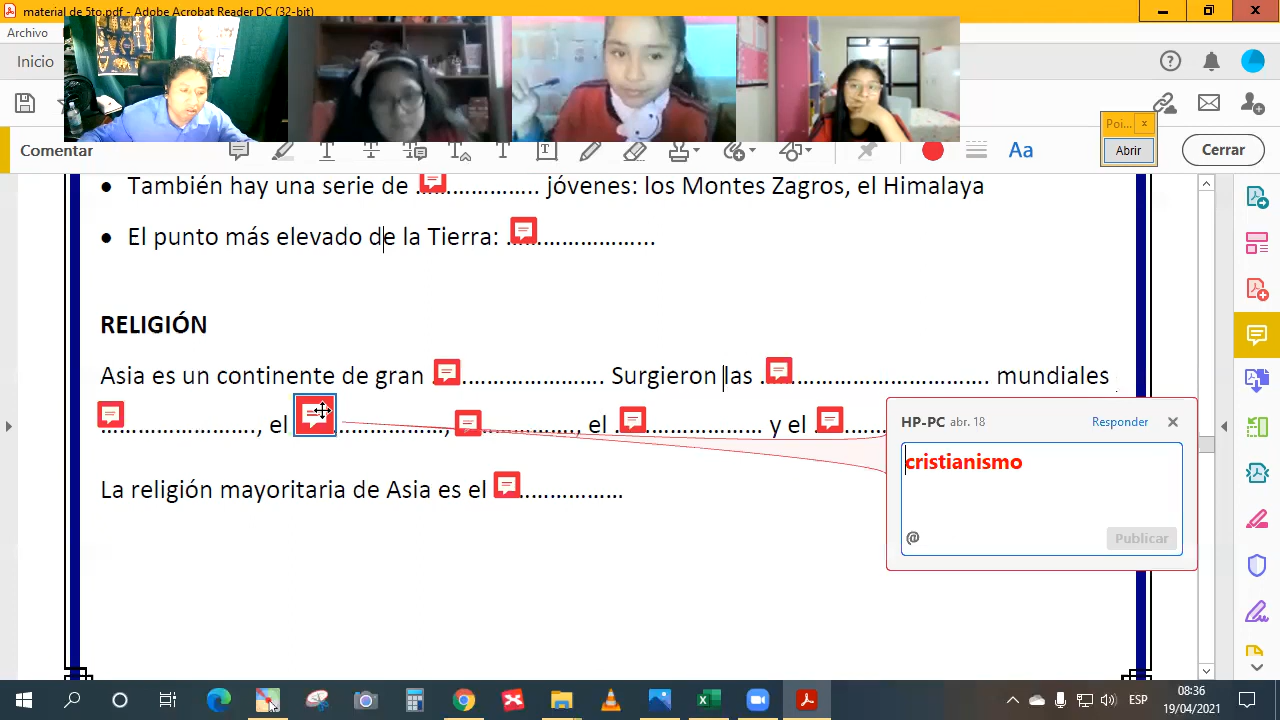 material de 5to.pdf - Adobe Acrobat Reader DC (32-bit)
Archivo
Inicio
Poi... x
Abrir
Comentar
Aa
Cerrar
• También hay una serie de ................... jóvenes: los Montes Zagros, el Himalaya
• El punto más elevado de la Tierra: ......................
RELIGIÓN
Asia es un continente de gran ......................... Surgieron las .................................. mundiales
........................, el ......................, ..................., el ...................... y el ...........
La religión mayoritaria de Asia es el ...................
HP-PC abr. 18 Responder
cristianismo
@ Publicar
ESP
08:36
19/04/2021